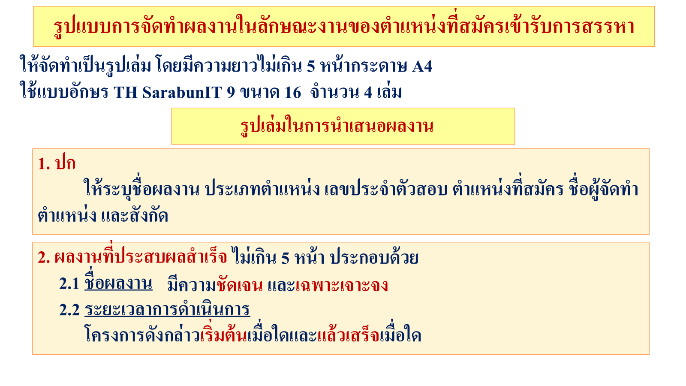 รูปแบบการจัดทำผลงานในลักษณะงานของตำแหน่งที่สมัครเข้ารับการสรรหา
ให้จัดทำเป็นรูปเล่ม โดยมีความยาวไม่เกิน 5 หน้ากระดาษ A4
ใช้แบบอักษร TH SarabunIT 9 ขนาด 16 จำนวน 4 เล่ม
รูปเล่มในการนำเสนอผลงาน
1. ปก
ให้ระบุชื่อผลงาน ประเภทตำแหน่ง เลขประจำตัวสอบ ตำแหน่งที่สมัคร ชื่อผู้จัดทำ
ตำแหน่ง และสังกัด
2. ผลงานที่ประสบผลสำเร็จ ไม่เกิน 5 หน้า ประกอบด้วย
2.1 ชื่อผลงาน มีความชัดเจน และเฉพาะเจาะจง
2.2 ระยะเวลาการดำเนินการ
โครงการดังกล่าวเริ่มต้นเมื่อใดและแล้วเสร็จเมื่อใด